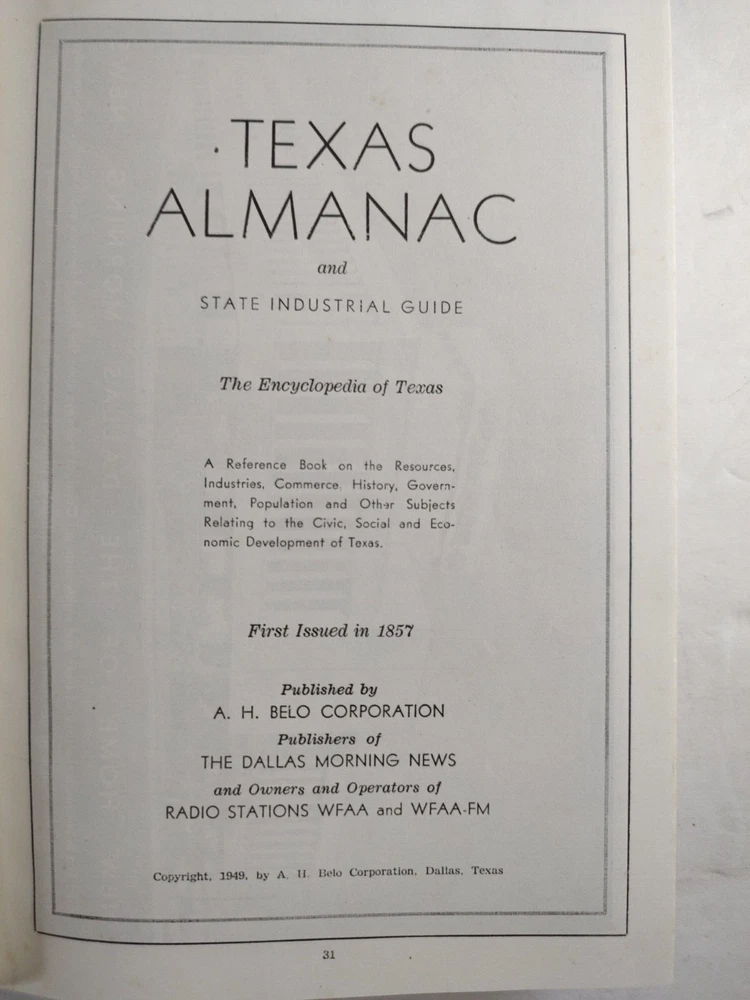 TEXAS
ALMANAC
and
STATE INDUSTRIAL GUIDE
The Encyclopedia of Texas
A Reference Book on the Resources,
Industries, Commerce, History, Govern-
ment, Population and Other Subjects
Relating to the Civic, Social and Eco-
nomic Development of Texas.
First Issued in 1857
Published by
A. H. BELO CORPORATION
Publishers of
THE DALLAS MORNING NEWS
and Owners and Operators of
RADIO STATIONS WFAA and WFAA-FM
Copyright, 1949, by A. H. Belo Corporation, Dallas, Texas
31